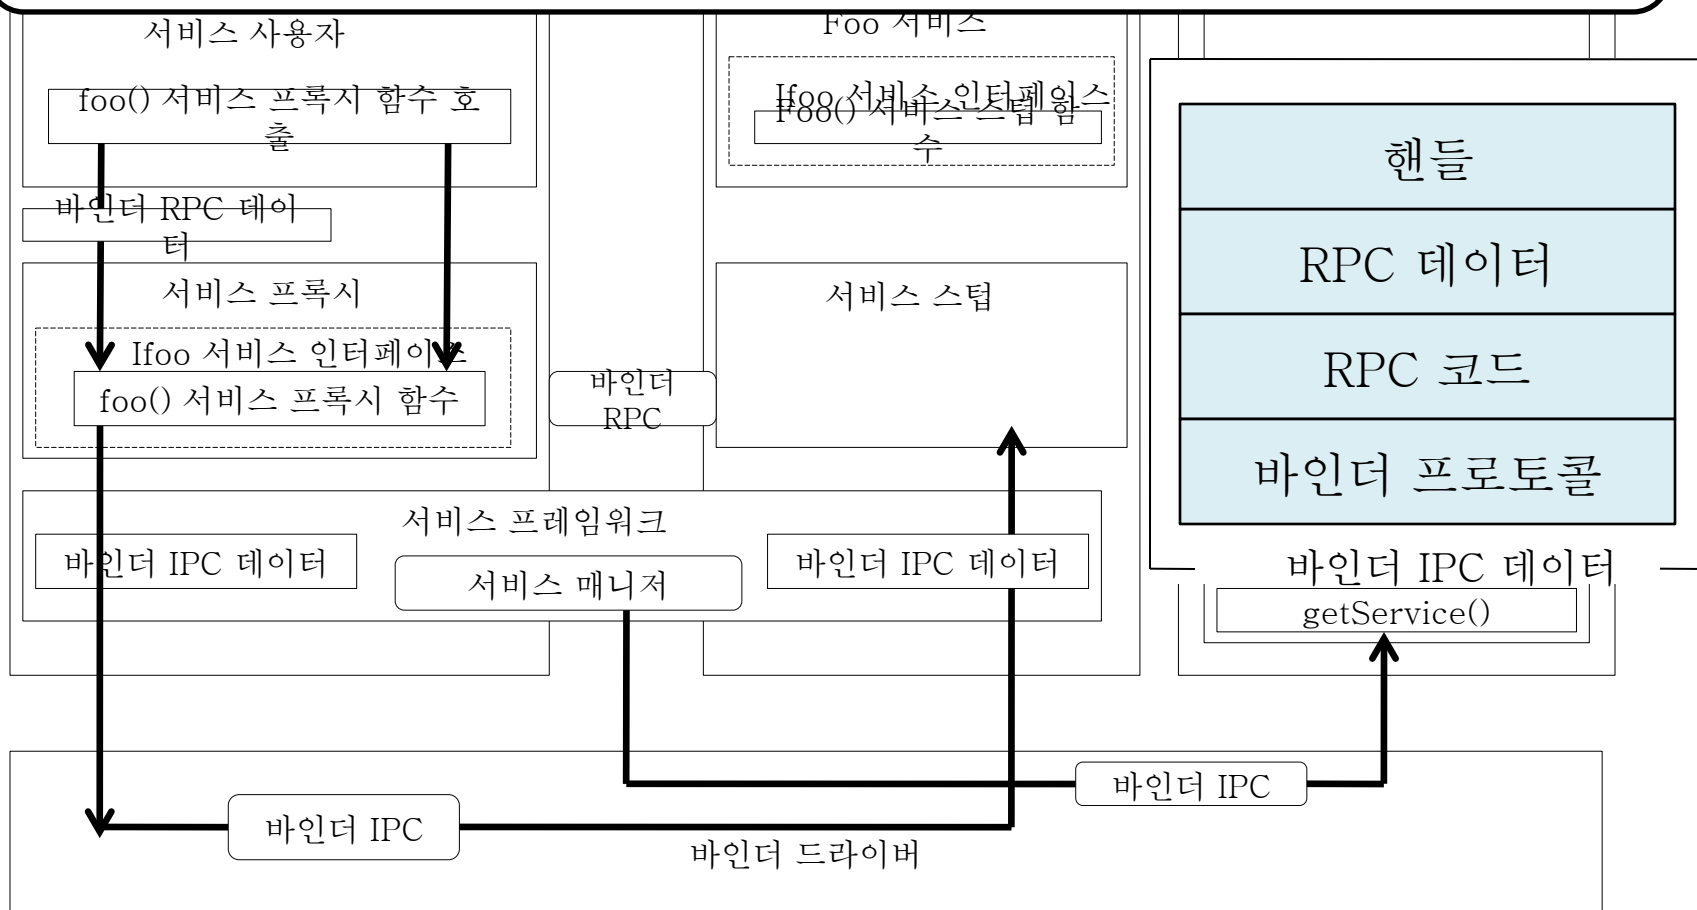 서비스 사용자
foo() 서비스 프록시 함수 호
출
바인더 RPC 데이
터
서비스 프록시
Ifoo 서비스 인터페이스
foo() 서비스 프록시 함수
바인더
RPC
Foo 서비스
Ifoo 서비스 인터페이스
Foo() 서비스 스텁 함
수
서비스 스텁
서비스 프레임워크
바인더 IPC 데이터
서비스 매니저
바인더 IPC 데이터
핸들
RPC 데이터
RPC 코드
바인더 프로토콜
바인더 IPC 데이터
getService()
바인더 IPC
바인더 IPC
바인더 드라이버